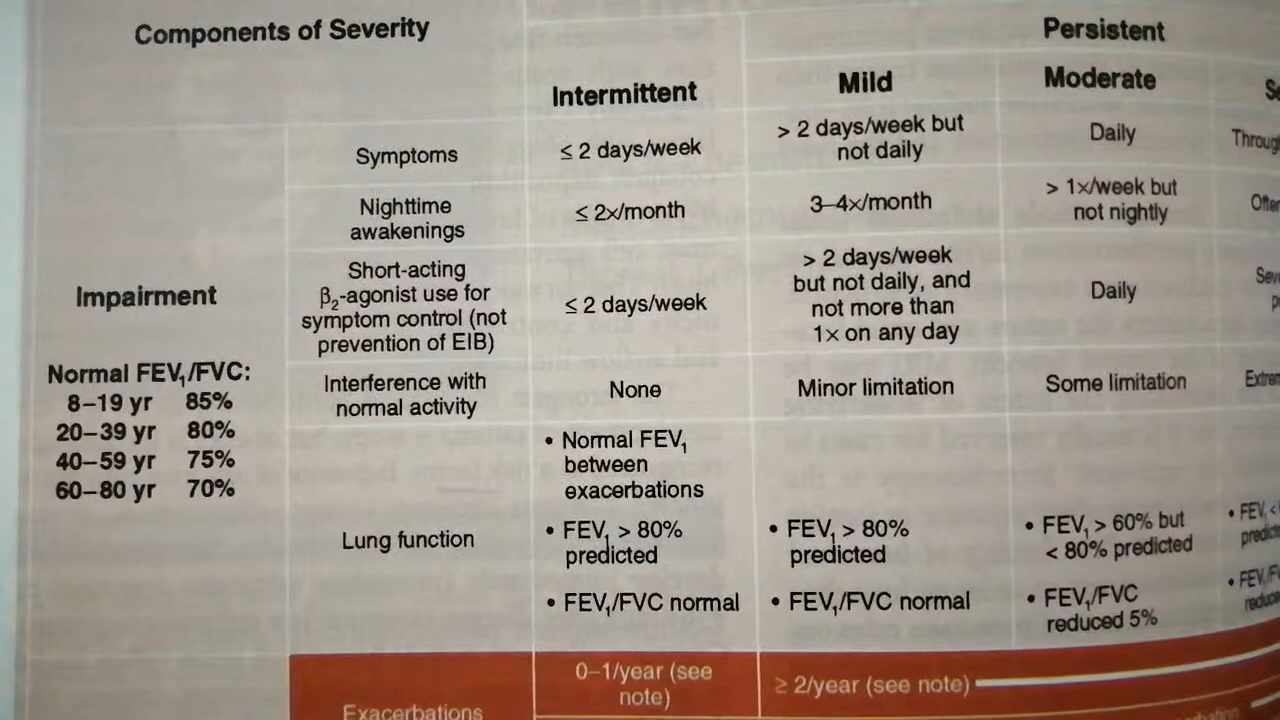 Components of Severity
Persistent
Intermittent
Mild
Moderate
Symptoms
≤ 2 days/week
> 2 days/week but
not daily
Daily
Nighttime
awakenings
≤ 2x/month
3–4x/month
> 1x/week but
not nightly
Impairment
Normal FEV₁/FVC:
8–19 yr 85%
20–39 yr 80%
40–59 yr 75%
60–80 yr 70%
Short-acting
β₂-agonist use for
symptom control (not
prevention of EIB)
≤ 2 days/week
> 2 days/week
but not daily, and
not more than
1x on any day
Daily
Interference with
normal activity
None
Minor limitation
Some limitation
Lung function
• Normal FEV₁
between
exacerbations
• FEV₁ > 80%
predicted
• FEV₁/FVC normal
• FEV₁ > 80%
predicted
• FEV₁/FVC normal
• FEV₁ > 60% but
< 80% predicted
• FEV₁/FVC
reduced 5%
• FEV₁ <
Exacerbations
0–1/year (see
note)
≥ 2/year (see note)